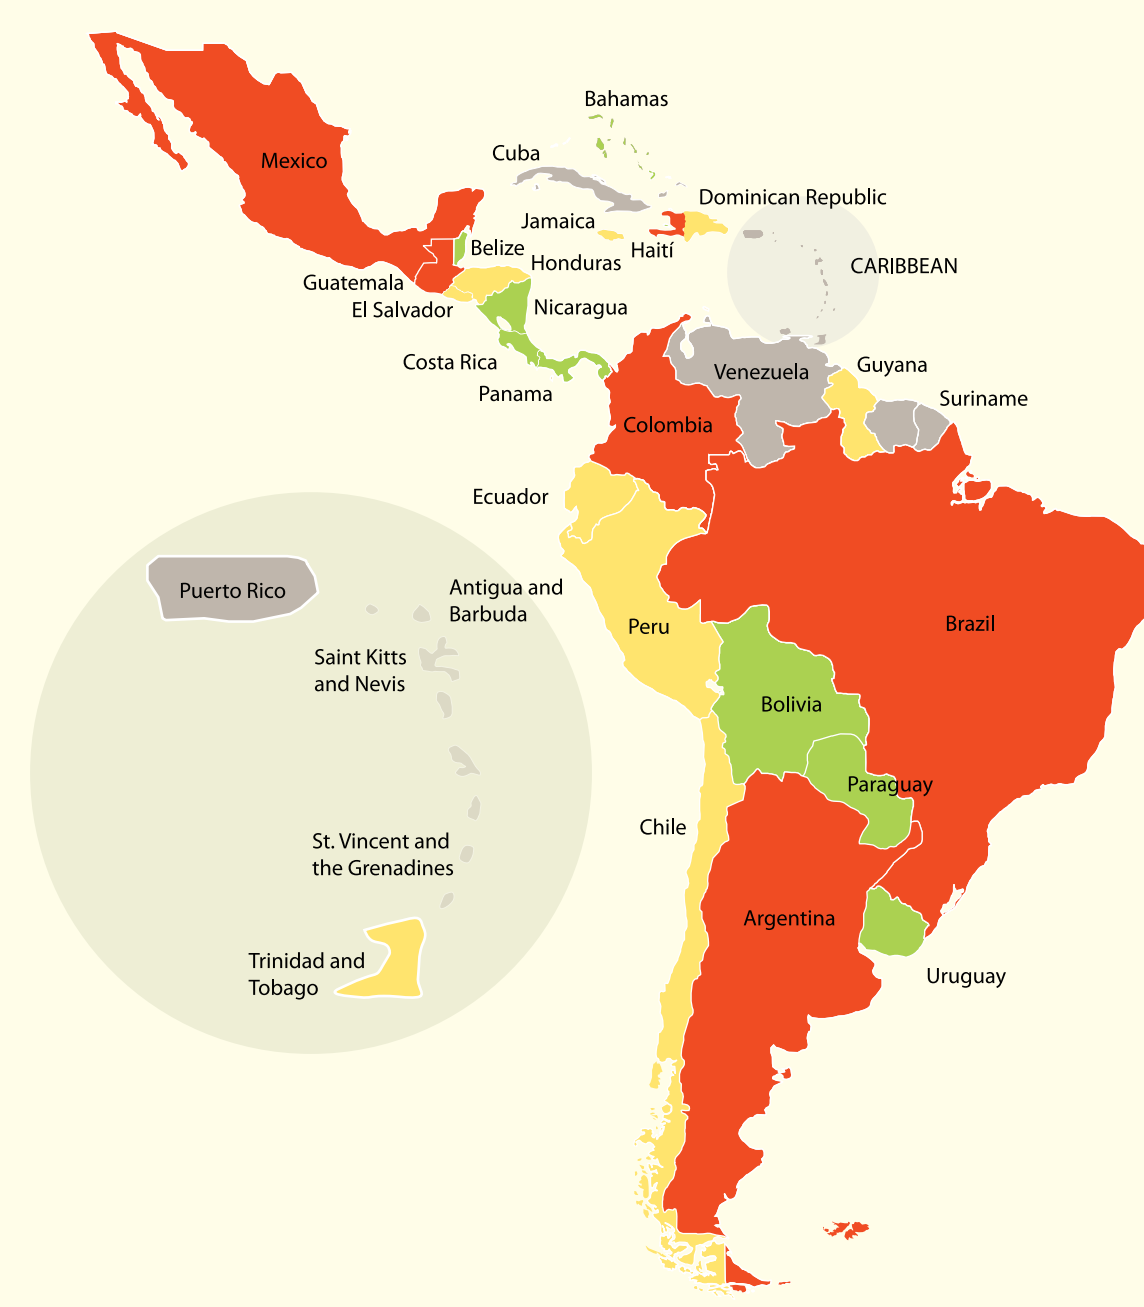 Bahamas
Cuba
Mexico
Dominican Republic
Jamaica
Belize
Haití
Honduras
CARIBBEAN
Guatemala
El Salvador
Nicaragua
Costa Rica
Guyana
Venezuela
Panama
Suriname
Colombia
Ecuador
Puerto Rico
Antigua and
Barbuda
Peru
Brazil
Saint Kitts
and Nevis
Bolivia
Paraguay
Chile
St. Vincent and
the Grenadines
Argentina
Trinidad and
Tobago
Uruguay